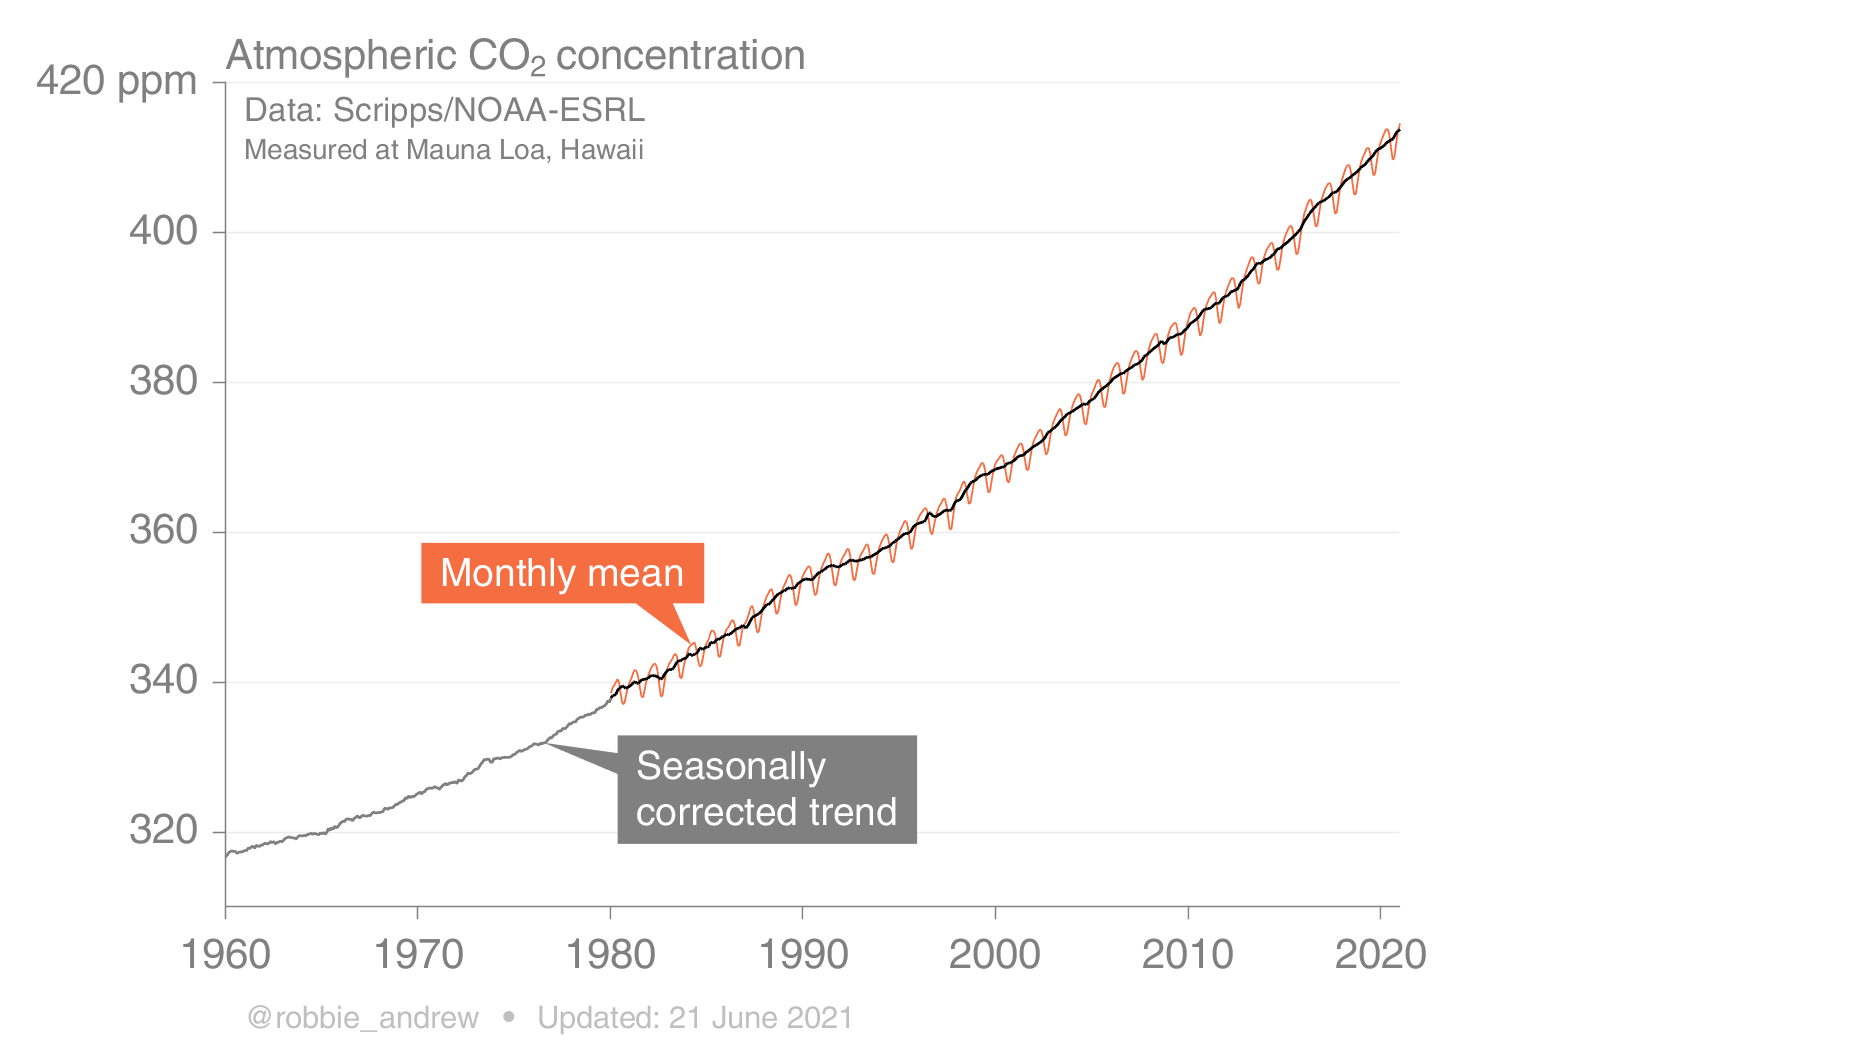 Atmospheric CO₂ concentration
420 ppm
Data: Scripps/NOAA-ESRL
Measured at Mauna Loa, Hawaii
400
380
360
Monthly mean
340
Seasonally
corrected trend
320
1960 1970 1980 1990 2000 2010 2020
@robbie_andrew • Updated: 21 June 2021